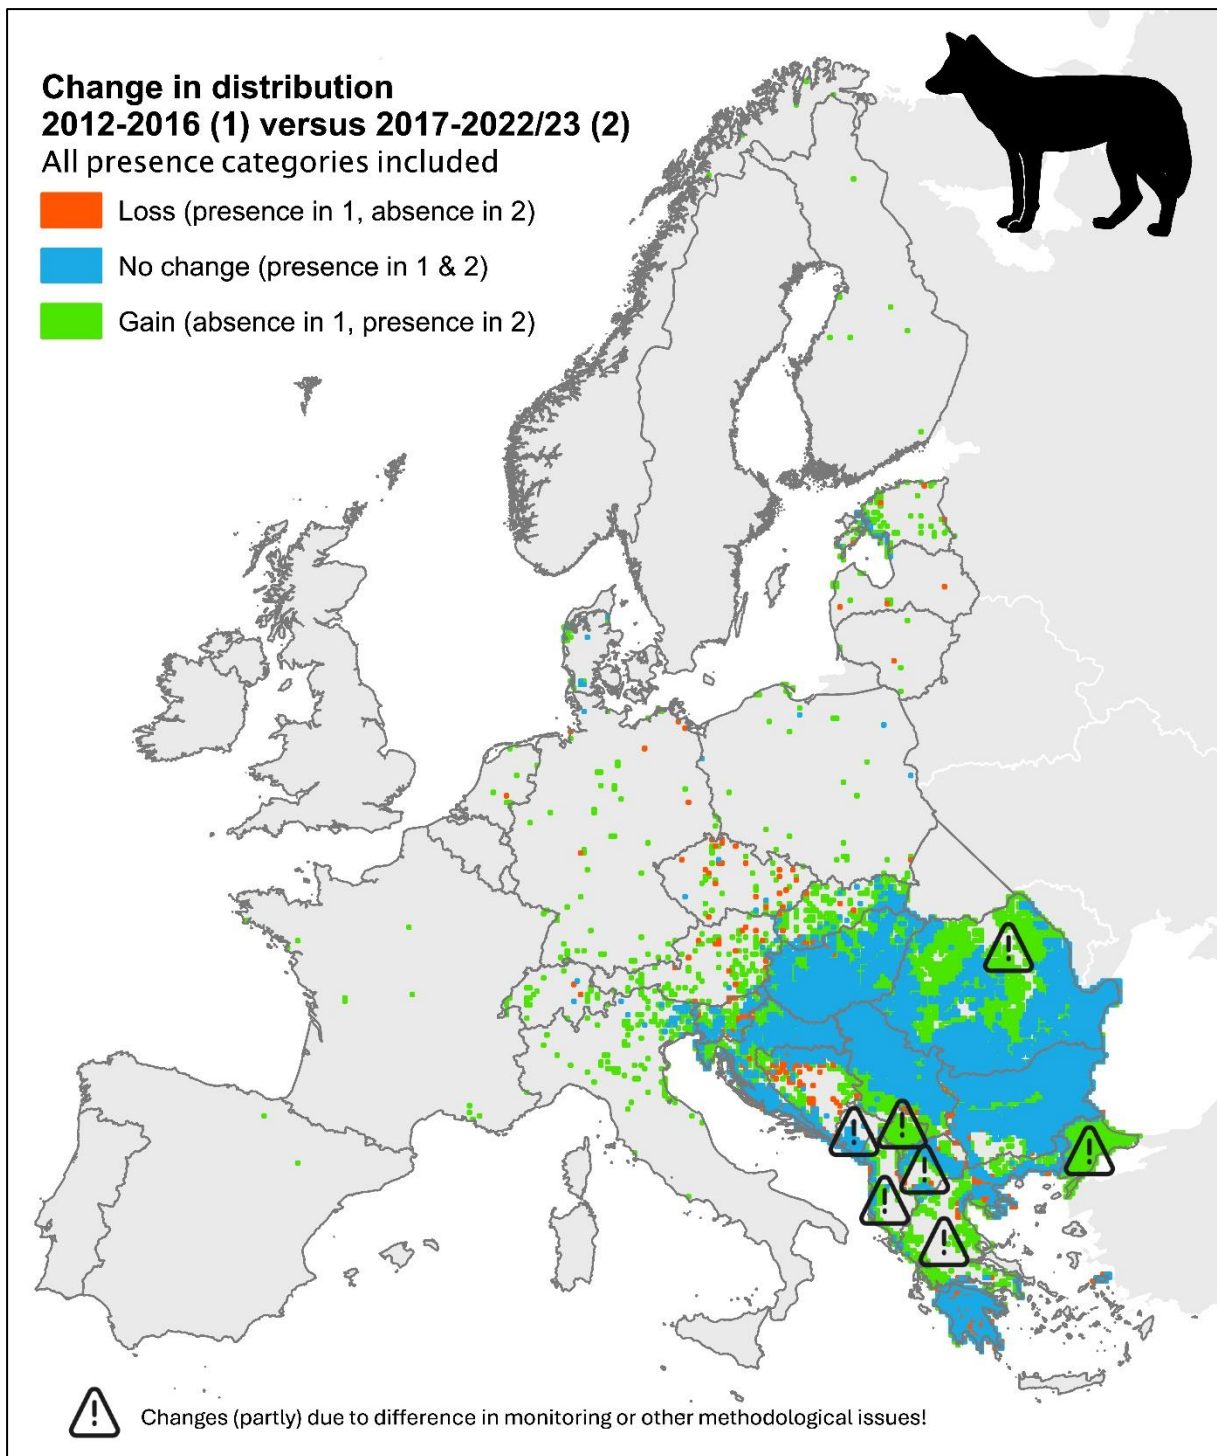 Change in distribution
2012-2016 (1) versus 2017-2022/23 (2)
All presence categories included
Loss (presence in 1, absence in 2)
No change (presence in 1 & 2)
Gain (absence in 1, presence in 2)
Changes (partly) due to difference in monitoring or other methodological issues!